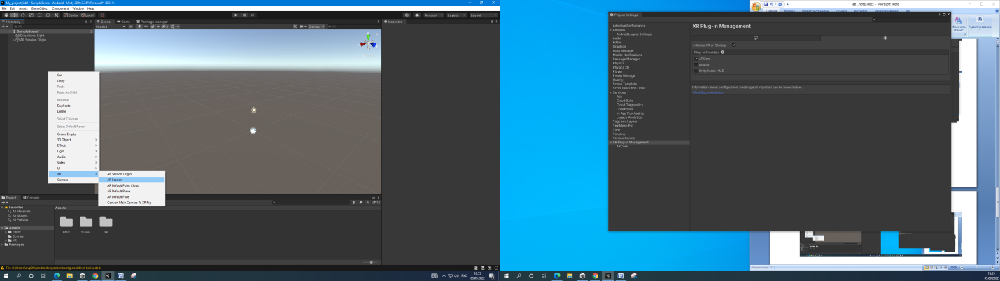 My_project_lab1 - SampleScene - Android - Unity 2020.3.34f1 Personal* <DX11>
File Edit Assets GameObject Component Window Help
Center Local
Account Layers Layout
Hierarchy
All
SampleScene*
Directional Light
AR Session Origin
Scene Game Package Manager
Shaded 2D Gizmos All
Inspector
Cut
Copy
Paste
Paste As Child
Rename
Duplicate
Delete
Select Children
Set as Default Parent
Create Empty
3D Object
Effects
Light
Audio
Video
UI
XR
Camera
AR Session Origin
AR Session
AR Default Point Cloud
AR Default Plane
AR Default Face
Convert Main Camera To XR Rig
Project Console
Favorites
All Materials
All Models
All Prefabs
Assets
Editor
Scenes
XR
Packages
Assets
Editor Scenes XR
РУС
18:55
05.09.2022
Project Settings
Adaptive Performance
Analysis
Android Logcat Settings
Audio
Editor
Graphics
Input Manager
Mobile Notifications
Package Manager
Physics
Physics 2D
Player
Preset Manager
Quality
Scene Template
Script Execution Order
Services
Ads
Cloud Build
Cloud Diagnostics
Collaborate
In-App Purchasing
Legacy Analytics
Tags and Layers
TextMesh Pro
Time
Timeline
Version Control
XR Plug-in Management
ARCore
XR Plug-in Management
Initialize XR on Startup
Plug-in Providers
ARCore
Oculus
Unity Mock HMD
Information about configuration, tracking and migration can be found below.
View Documentation
lab1_notes.docx - Microsoft Word
Редактирование
18:55
05.09.2022